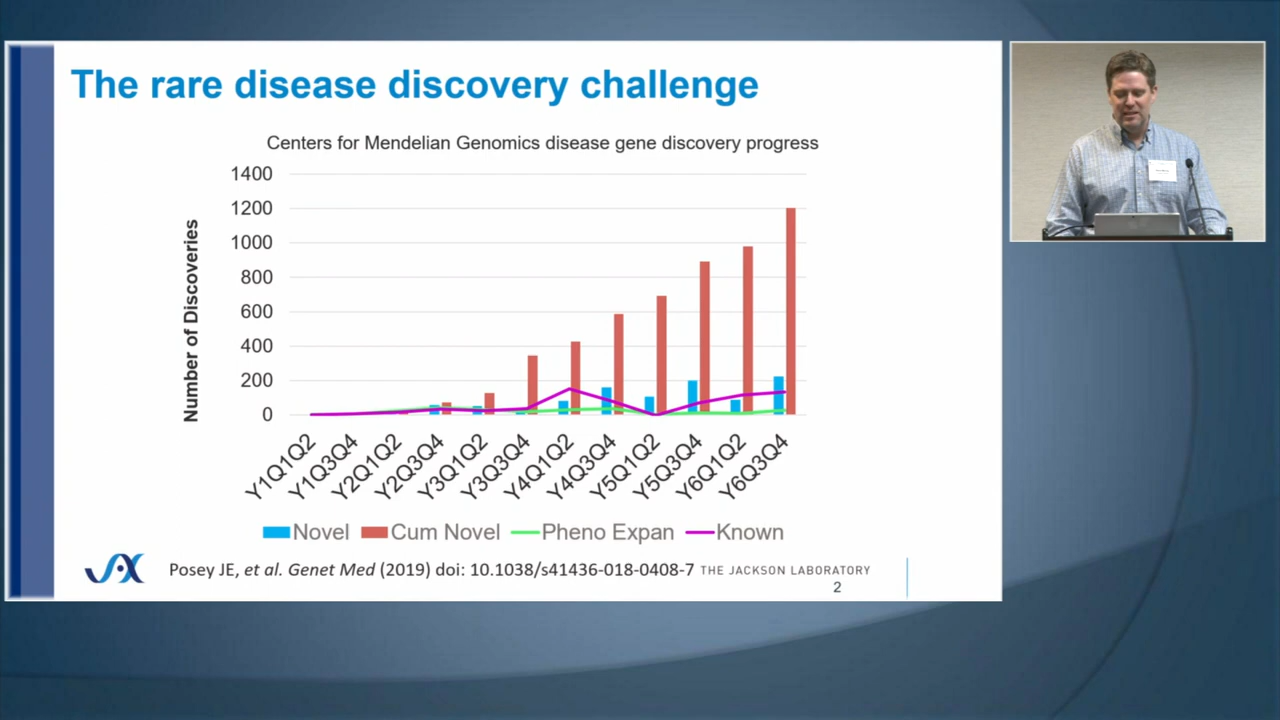 The rare disease discovery challenge
Centers for Mendelian Genomics disease gene discovery progress
Number of Discoveries
1400
1200
1000
800
600
400
200
0
Y1Q1Q2
Y1Q3Q4
Y2Q1Q2
Y2Q3Q4
Y3Q1Q2
Y3Q3Q4
Y4Q1Q2
Y4Q3Q4
Y5Q1Q2
Y5Q3Q4
Y6Q1Q2
Y6Q3Q4
Novel Cum Novel Pheno Expan Known
JAX
Posey JE, et al. Genet Med (2019) doi: 10.1038/s41436-018-0408-7
THE JACKSON LABORATORY
2